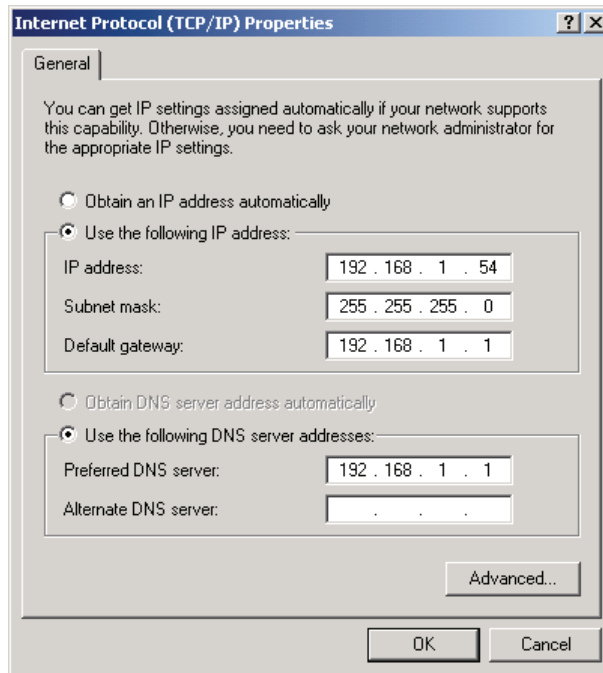 Internet Protocol (TCP/IP) Properties
General
You can get IP settings assigned automatically if your network supports
this capability. Otherwise, you need to ask your network administrator for
the appropriate IP settings.
Obtain an IP address automatically
Use the following IP address:
IP address: 192 . 168 . 1 . 54
Subnet mask: 255 . 255 . 255 . 0
Default gateway: 192 . 168 . 1 . 1
Obtain DNS server address automatically
Use the following DNS server addresses:
Preferred DNS server: 192 . 168 . 1 . 1
Alternate DNS server: . . .
Advanced...
OK Cancel